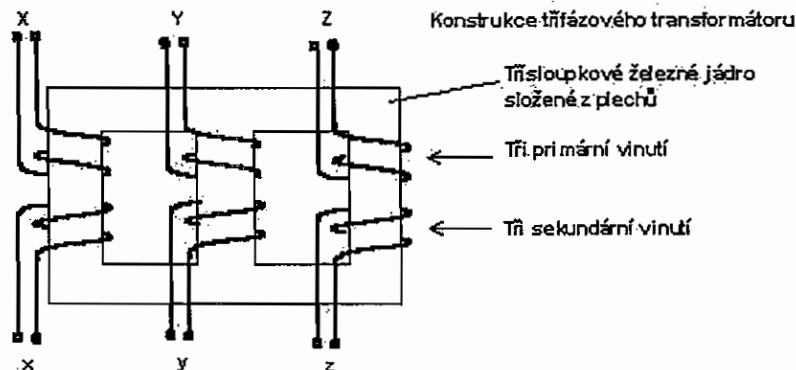 X Y Z
Konstrukce třífázového transformátoru
Třísloupkové železné jádro
složené z plechů
Tři primární vinutí
Tři sekundární vinutí
x y z